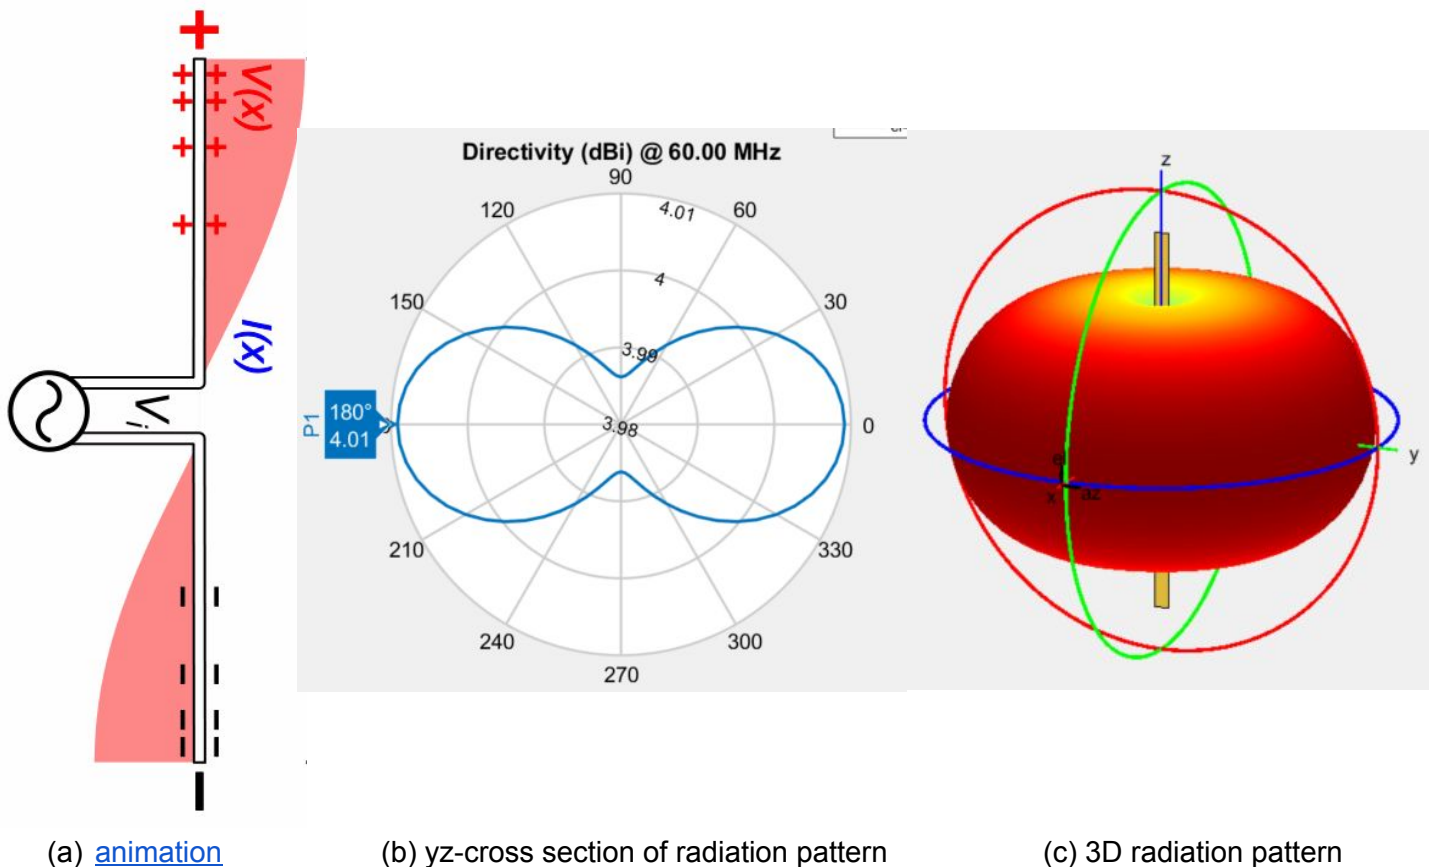 V(x)
I(x)
Vi
Directivity (dBi) @ 60.00 MHz
90
120
60
4.01
4
150
30
3.99
P1
180°
4.01
3.98
0
210
330
240
300
270
z
y
x
az
(a) animation
(b) yz-cross section of radiation pattern
(c) 3D radiation pattern